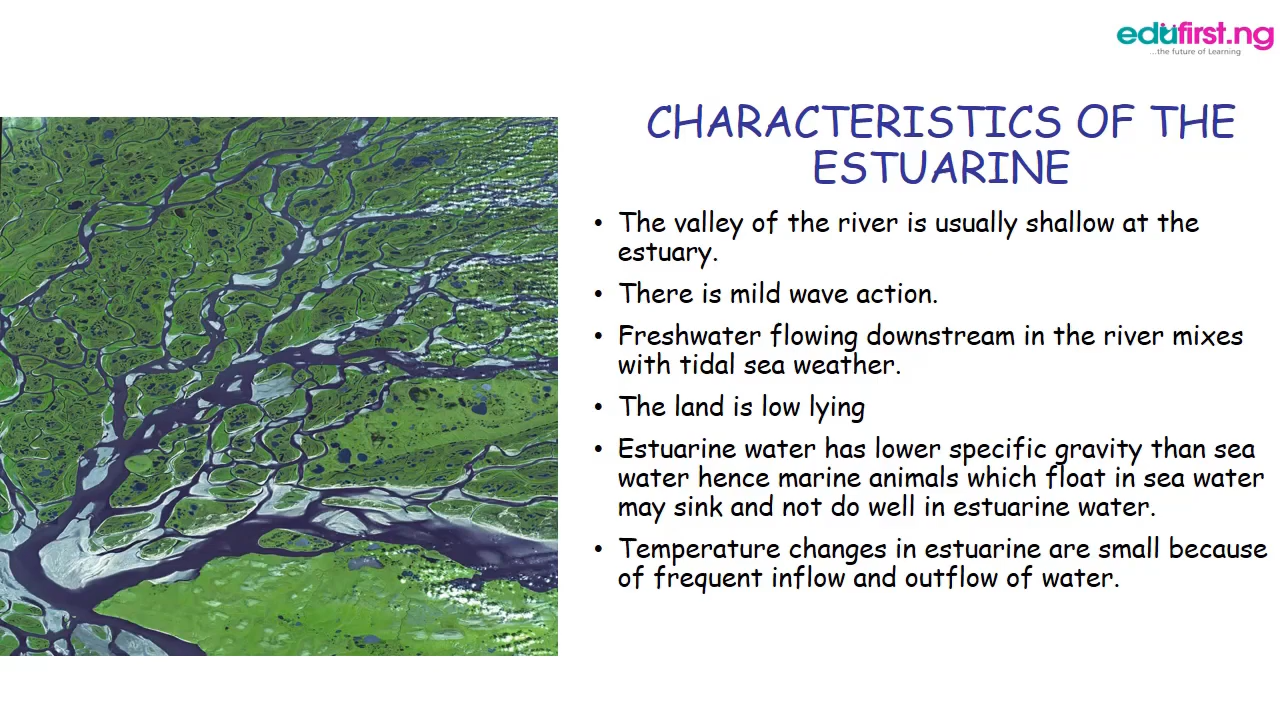 edufirst.ng
...the future of Learning
CHARACTERISTICS OF THE
ESTUARINE
• The valley of the river is usually shallow at the
estuary.
• There is mild wave action.
• Freshwater flowing downstream in the river mixes
with tidal sea weather.
• The land is low lying
• Estuarine water has lower specific gravity than sea
water hence marine animals which float in sea water
may sink and not do well in estuarine water.
• Temperature changes in estuarine are small because
of frequent inflow and outflow of water.